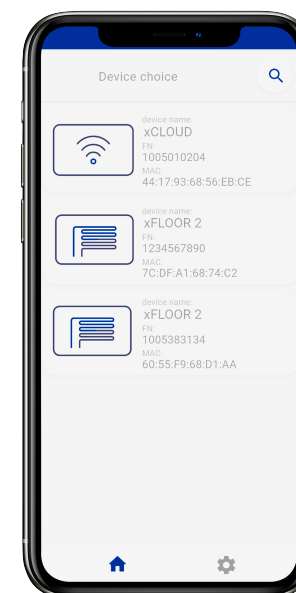 Device choice
device name:
xCLOUD
FN:
1005010204
MAC:
44:17:93:68:56:EB:CE
device name:
xFLOOR 2
FN:
1234567890
MAC:
7C:DF:A1:68:74:C2
device name:
xFLOOR 2
FN:
1005383134
MAC:
60:55:F9:68:D1:AA